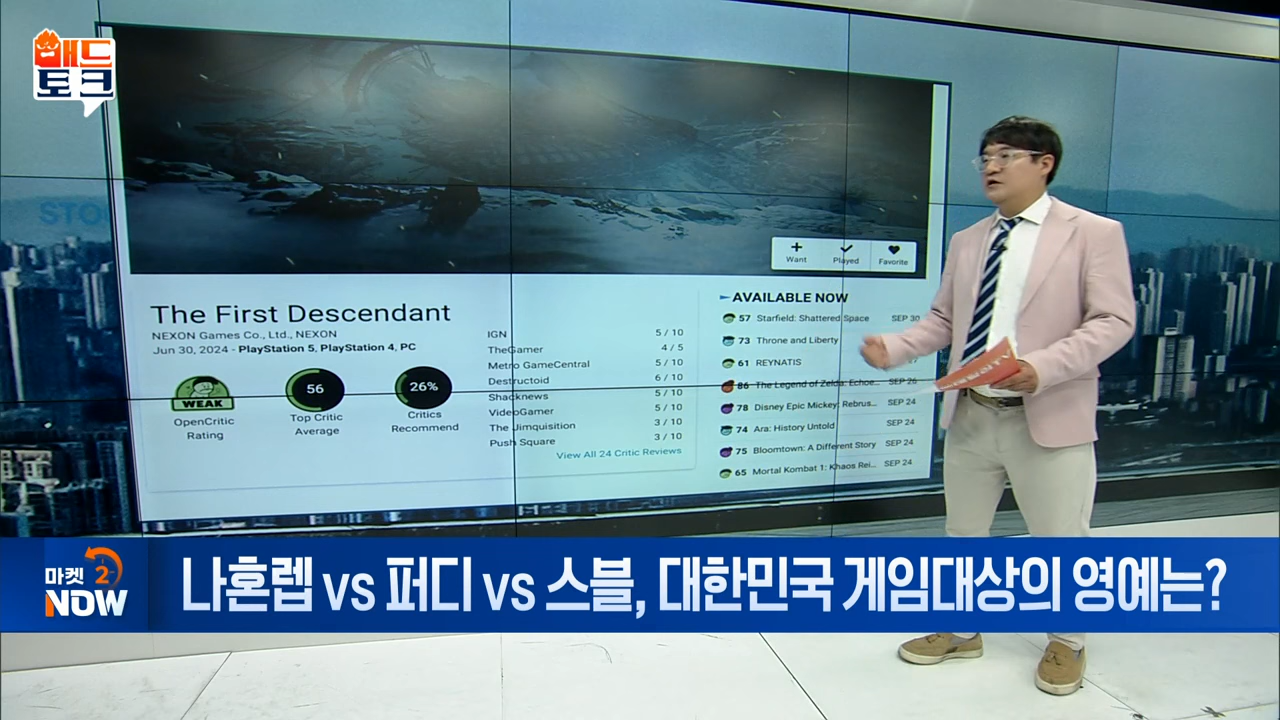 매드
토크
STO
Want
Played
Favorite
The First Descendant
NEXON Games Co., Ltd., NEXON
Jun 30, 2024 - PlayStation 5, PlayStation 4, PC
WEAK
OpenCritic
Rating
56
Top Critic
Average
26%
Critics
Recommend
IGN 5 / 10
TheGamer 4 / 5
Metro GameCentral 5 / 10
Destructoid 6 / 10
Shacknews 5 / 10
VideoGamer 5 / 10
The Jimquisition 3 / 10
Push Square 3 / 10
View All 24 Critic Reviews
AVAILABLE NOW
57 Starfield: Shattered Space SEP 30
73 Throne and Liberty
61 REYNATIS
86 The Legend of Zelda: Echoe... SEP 26
78 Disney Epic Mickey: Rebrus... SEP 24
74 Ara: History Untold SEP 24
75 Bloomtown: A Different Story SEP 24
65 Mortal Kombat 1: Khaos Rei... SEP 24
마켓 2
NOW
나혼렙 vs 퍼디 vs 스블, 대한민국 게임대상의 영예는?